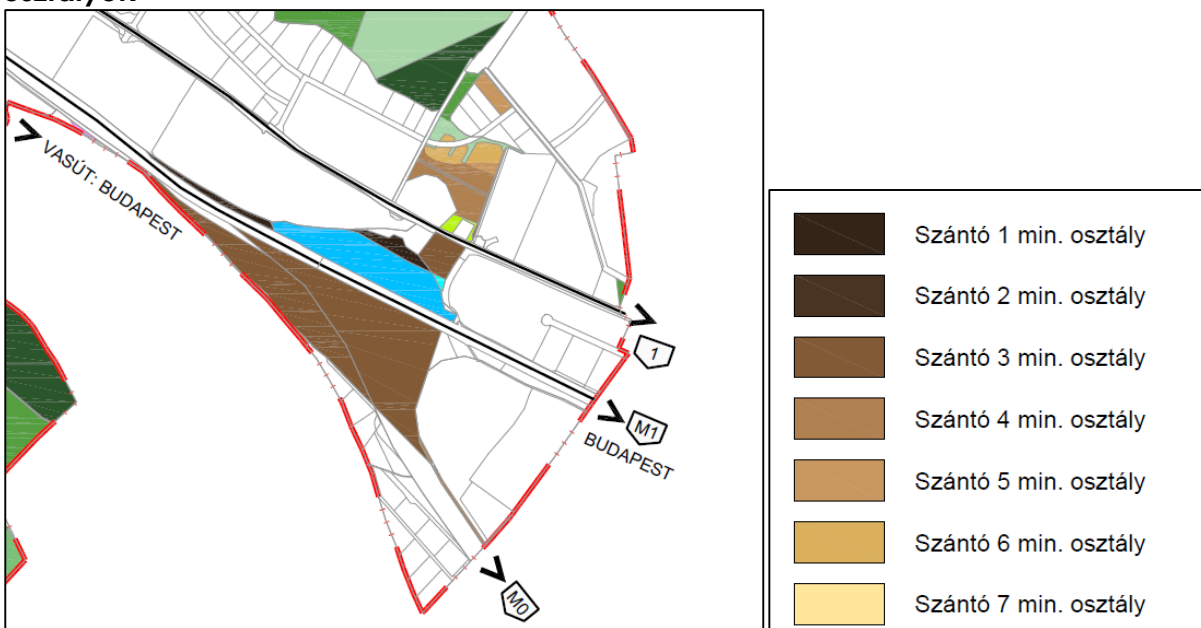 VASÚT: BUDAPEST
1
M1
BUDAPEST
M0
Szántó 1 min. osztály
Szántó 2 min. osztály
Szántó 3 min. osztály
Szántó 4 min. osztály
Szántó 5 min. osztály
Szántó 6 min. osztály
Szántó 7 min. osztály